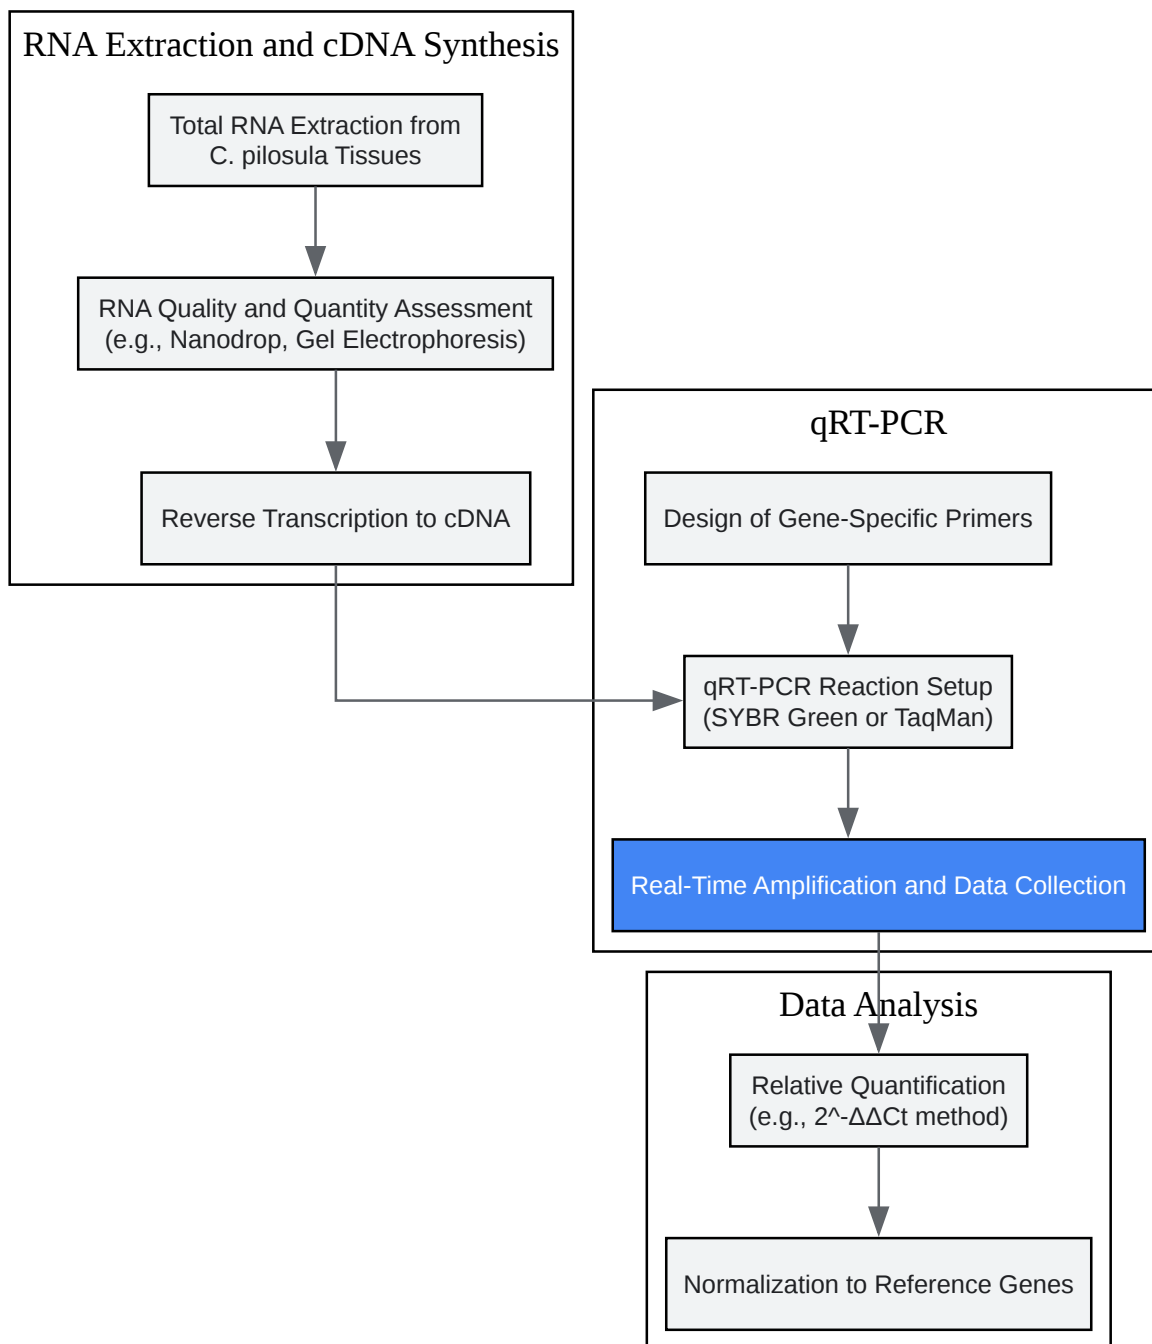 RNA Extraction and cDNA Synthesis
Total RNA Extraction from
C. pilosula Tissues
RNA Quality and Quantity Assessment
(e.g., Nanodrop, Gel Electrophoresis)
Reverse Transcription to cDNA
qRT-PCR
Design of Gene-Specific Primers
qRT-PCR Reaction Setup
(SYBR Green or TaqMan)
Real-Time Amplification and Data Collection
Data Analysis
Relative Quantification
(e.g., 2^-ΔΔCt method)
Normalization to Reference Genes